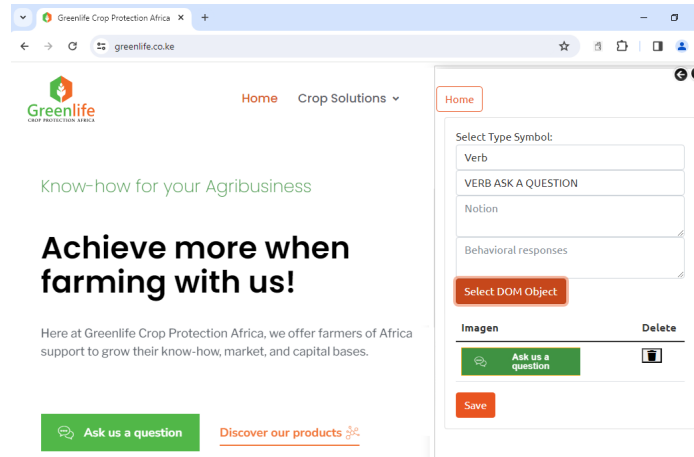 Greenlife Crop Protection Africa
greenlife.co.ke
Greenlife
CROP PROTECTION AFRICA
Home
Crop Solutions
Know-how for your Agribusiness
Achieve more when
farming with us!
Here at Greenlife Crop Protection Africa, we offer farmers of Africa
support to grow their know-how, market, and capital bases.
Ask us a question
Discover our products
Home
Select Type Symbol:
Verb
VERB ASK A QUESTION
Notion
Behavioral responses
Select DOM Object
Imagen Delete
Ask us a
question
Save